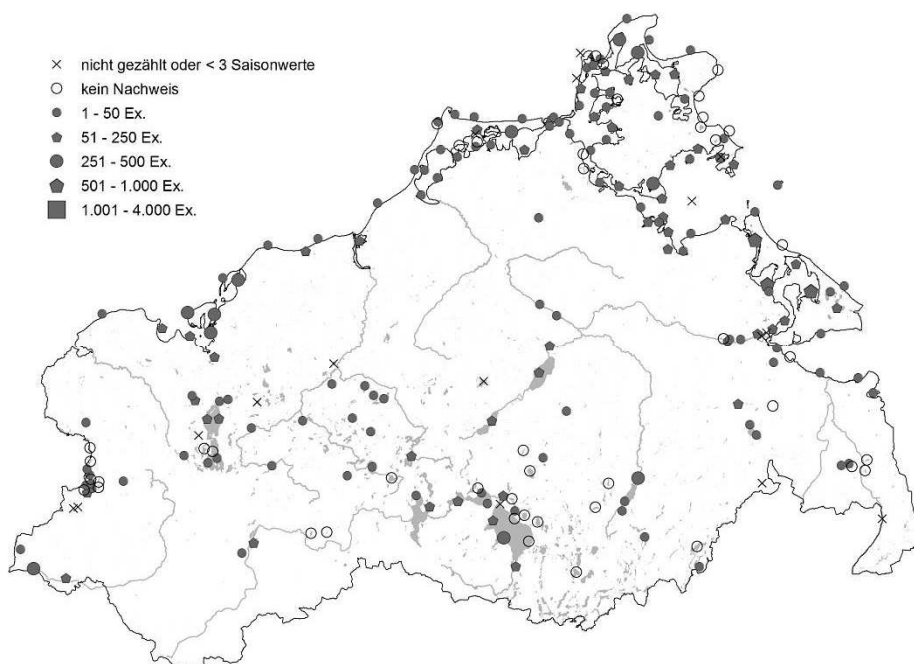 nicht gezählt oder < 3 Saisonwerte
kein Nachweis
1 - 50 Ex.
51 - 250 Ex.
251 - 500 Ex.
501 - 1.000 Ex.
1.001 - 4.000 Ex.